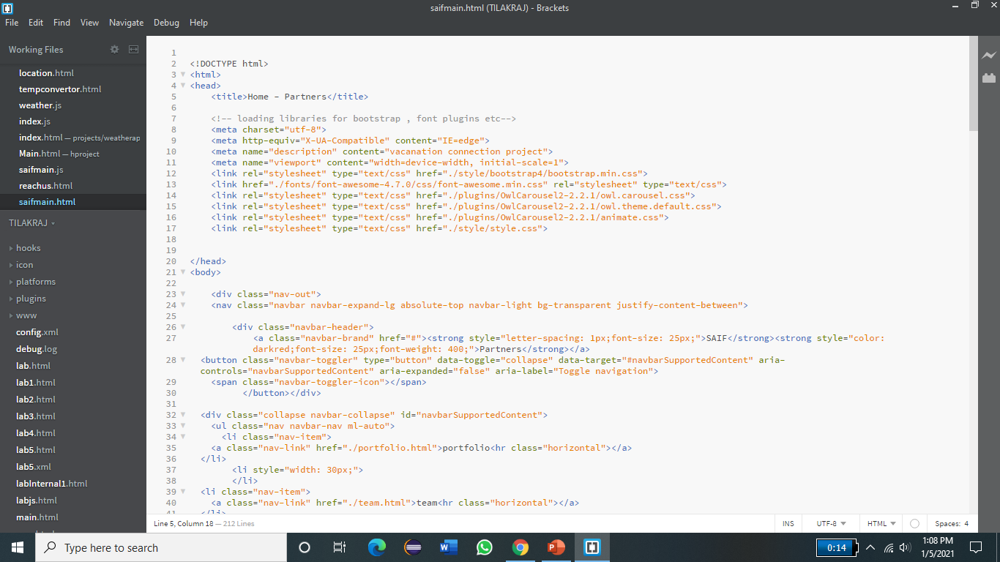 saifmain.html (TILAKRAJ) - Brackets
File Edit Find View Navigate Debug Help
Working Files
location.html
tempconvertor.html
weather.js
index.js
index.html — projects/weatherap
Main.html — hproject
saifmain.js
reachus.html
saifmain.html
TILAKRAJ
hooks
icon
platforms
plugins
www
config.xml
debug.log
lab.html
lab1.html
lab2.html
lab3.html
lab4.html
lab5.html
lab5.xml
labInternal1.html
labjs.html
main.html
1
2 <!DOCTYPE html>
3 <html>
4 <head>
5 <title>Home - Partners</title>
6
7 <!-- loading libraries for bootstrap , font plugins etc-->
8 <meta charset="utf-8">
9 <meta http-equiv="X-UA-Compatible" content="IE=edge">
10 <meta name="description" content="vacanation connection project">
11 <meta name="viewport" content="width=device-width, initial-scale=1">
12 <link rel="stylesheet" type="text/css" href="./style/bootstrap4/bootstrap.min.css">
13 <link href="./fonts/font-awesome-4.7.0/css/font-awesome.min.css" rel="stylesheet" type="text/css">
14 <link rel="stylesheet" type="text/css" href="./plugins/OwlCarousel2-2.2.1/owl.carousel.css">
15 <link rel="stylesheet" type="text/css" href="./plugins/OwlCarousel2-2.2.1/owl.theme.default.css">
16 <link rel="stylesheet" type="text/css" href="./plugins/OwlCarousel2-2.2.1/animate.css">
17 <link rel="stylesheet" type="text/css" href="./style/style.css">
18
19
20 </head>
21 <body>
22
23 <div class="nav-out">
24 <nav class="navbar navbar-expand-lg absolute-top navbar-light bg-transparent justify-content-between">
25
26 <div class="navbar-header">
27 <a class="navbar-brand" href="#"><strong style="letter-spacing: 1px;font-size: 25px;">SAIF</strong><strong style="color:
darkred;font-size: 25px;font-weight: 400;">Partners</strong></a>
28 <button class="navbar-toggler" type="button" data-toggle="collapse" data-target="#navbarSupportedContent" aria-
controls="navbarSupportedContent" aria-expanded="false" aria-label="Toggle navigation">
29 <span class="navbar-toggler-icon"></span>
30 </button></div>
31
32 <div class="collapse navbar-collapse" id="navbarSupportedContent">
33 <ul class="nav navbar-nav ml-auto">
34 <li class="nav-item">
35 <a class="nav-link" href="./portfolio.html">portfolio<hr class="horizontal"></a>
36 </li>
37 <li style="width: 30px;">
38 </li>
39 <li class="nav-item">
40 <a class="nav-link" href="./team.html">team<hr class="horizontal"></a>
41 </li>
Line 5, Column 18 — 212 Lines
INS UTF-8 HTML Spaces: 4
Type here to search
0:14
1:08 PM
1/5/2021